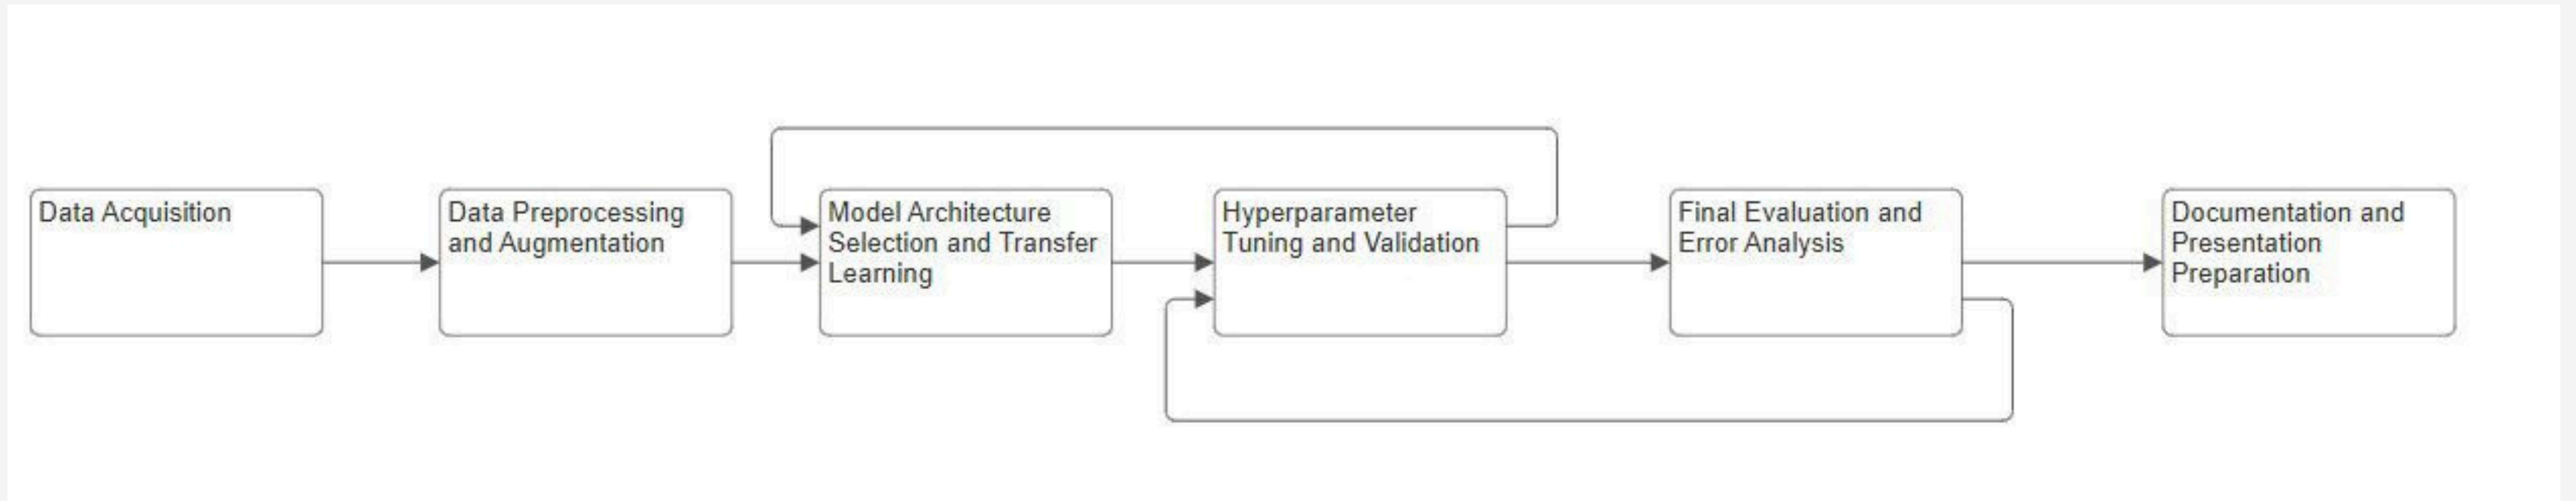 Data Acquisition
Data Preprocessing
and Augmentation
Model Architecture
Selection and Transfer
Learning
Hyperparameter
Tuning and Validation
Final Evaluation and
Error Analysis
Documentation and
Presentation
Preparation